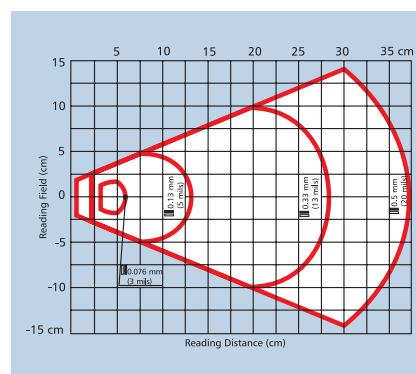 5 10 15 20 25 30 35 cm
15
10
5
0
-5
-10
-15 cm
Reading Field (cm)
0.076 mm
(3 mils)
0.13 mm
(5 mils)
0.33 mm
(13 mils)
0.5 mm
(20 mils)
Reading Distance (cm)